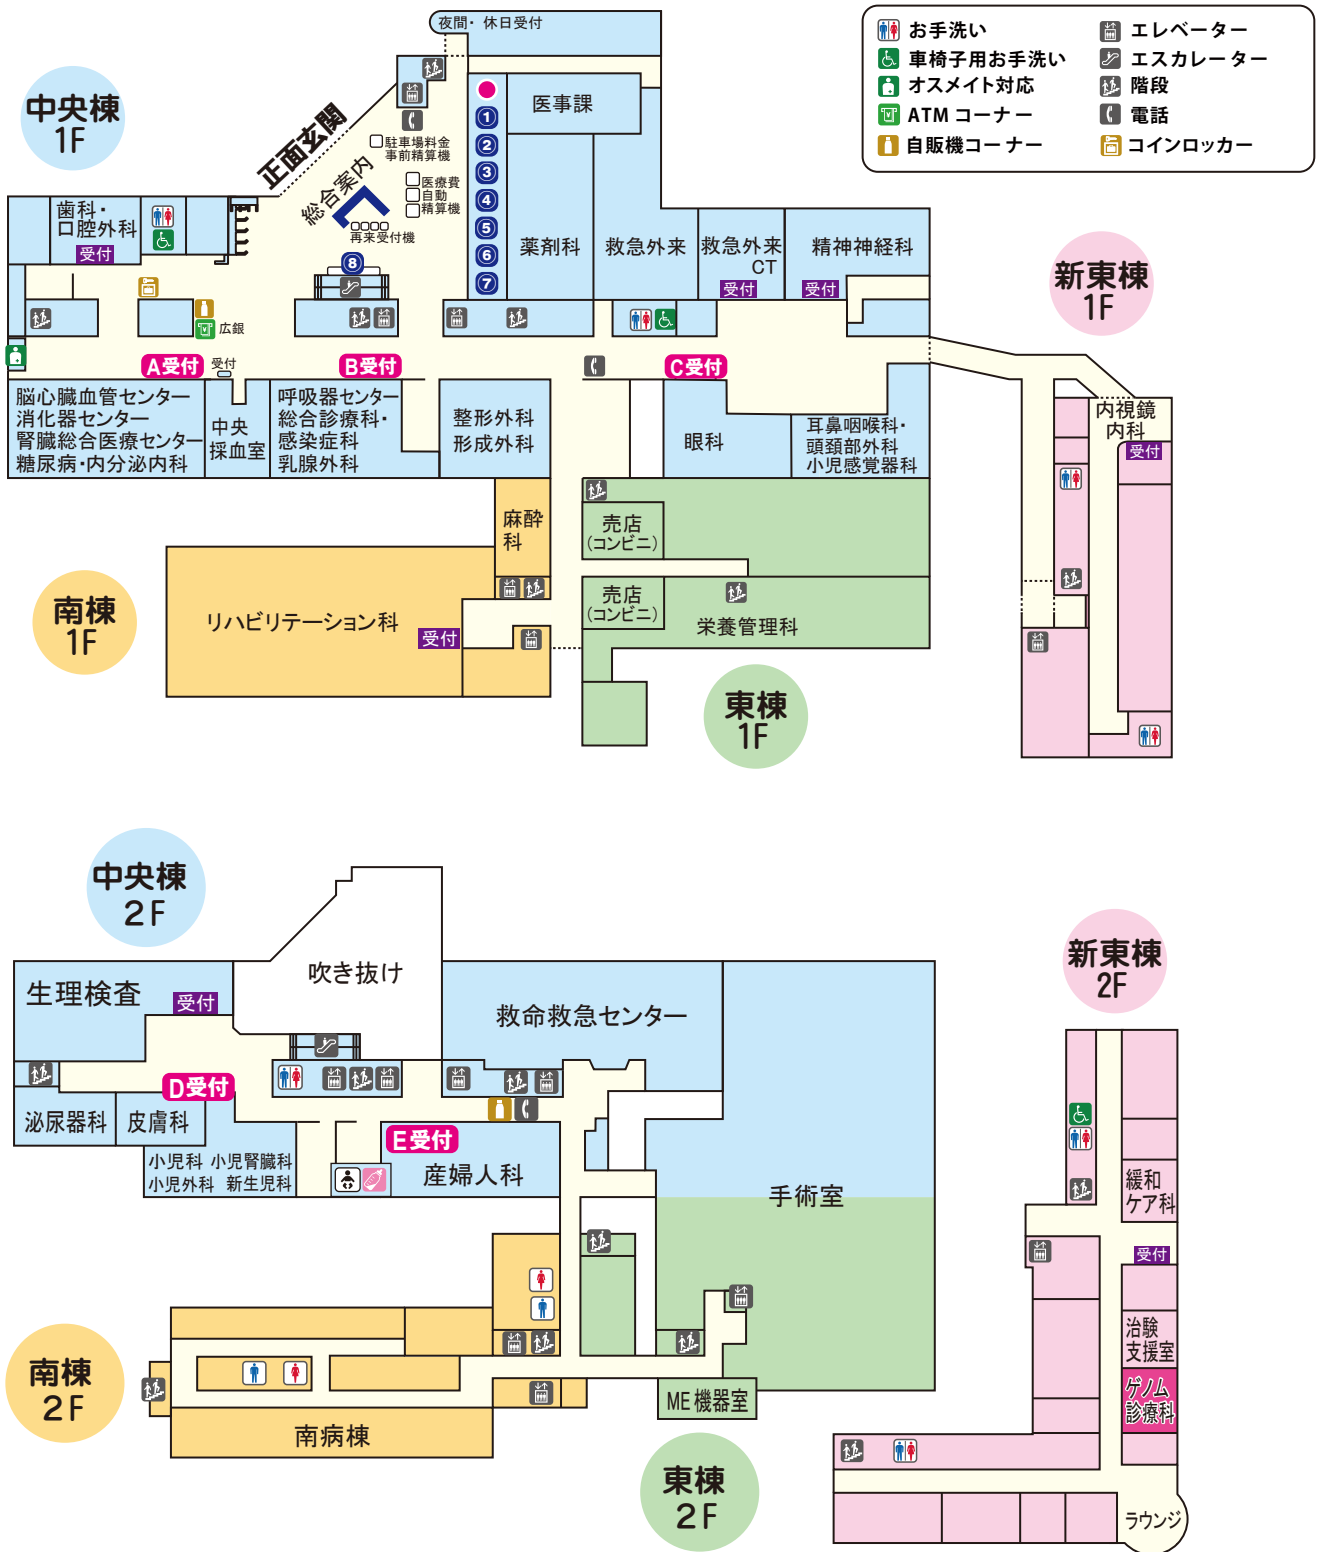 夜間・休日受付
お手洗い
車椅子用お手洗い
オスメイト対応
ATMコーナー
自販機コーナー
エレベーター
エスカレーター
階段
電話
コインロッカー
中央棟
1F
正面玄関
総合案内
駐車場料金
事前精算機
医療費
自動
精算機
再来受付機
医事課
1
2
3
4
5
6
7
8
薬剤科
救急外来
救急外来
CT
受付
精神神経科
受付
歯科・
口腔外科
受付
広銀
A受付
受付
B受付
C受付
脳心臓血管センター
消化器センター
腎臓総合医療センター
糖尿病・内分泌内科
中央
採血室
呼吸器センター
総合診療科・
感染症科
乳腺外科
整形外科
形成外科
眼科
耳鼻咽喉科・
頭頸部外科
小児感覚器科
新東棟
1F
内視鏡
内科
受付
麻酔
科
売店
(コンビニ)
売店
(コンビニ)
栄養管理科
リハビリテーション科
受付
南棟
1F
東棟
1F
中央棟
2F
生理検査
受付
吹き抜け
救命救急センター
D受付
泌尿器科
皮膚科
小児科 小児腎臓科
小児外科 新生児科
E受付
産婦人科
手術室
南棟
2F
南病棟
ME機器室
東棟
2F
新東棟
2F
緩和
ケア科
受付
治験
支援室
ゲノム
診療科
ラウンジ